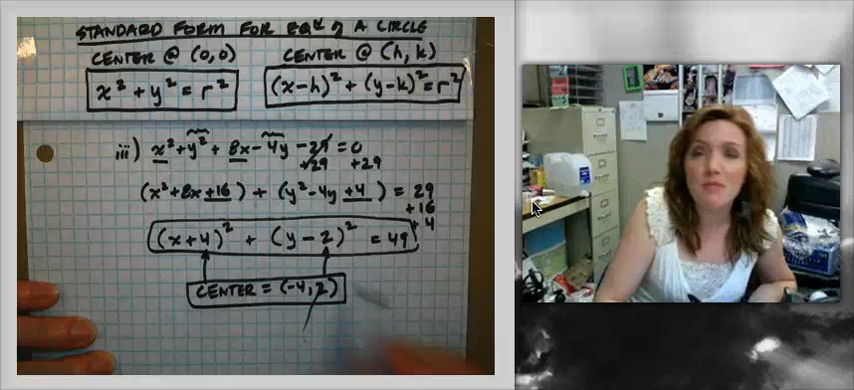 STANDARD FORM FOR EQN OF A CIRCLE
CENTER @ (0,0)
x² + y² = r²
CENTER @ (h, k)
(x-h)² + (y-k)² = r²
iii) x² + y² + 8x - 4y - 29 = 0
+29 +29
(x² + 8x +16) + (y² - 4y +4) = 29
+16
+4
(x+4)² + (y-2)² = 49
CENTER = (-4, 2)